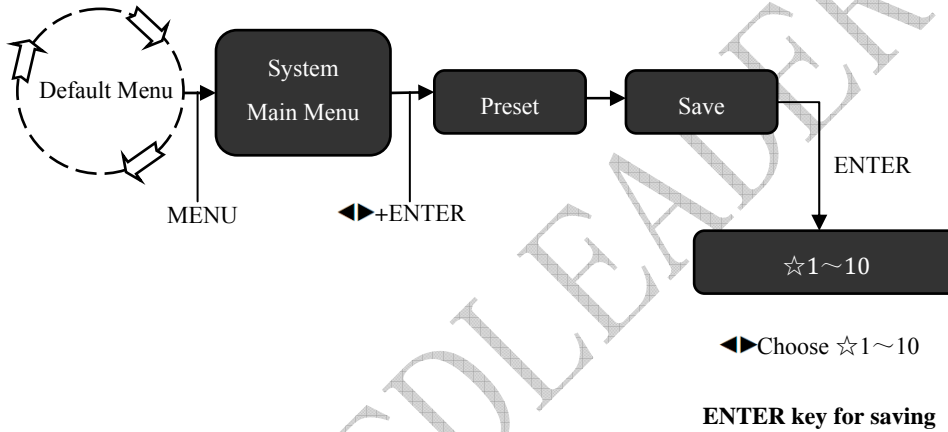 Default Menu
System
Main Menu
Preset
Save
MENU
◀▶+ENTER
ENTER
☆1～10
◀▶Choose ☆1～10
ENTER key for saving
EDLEADER